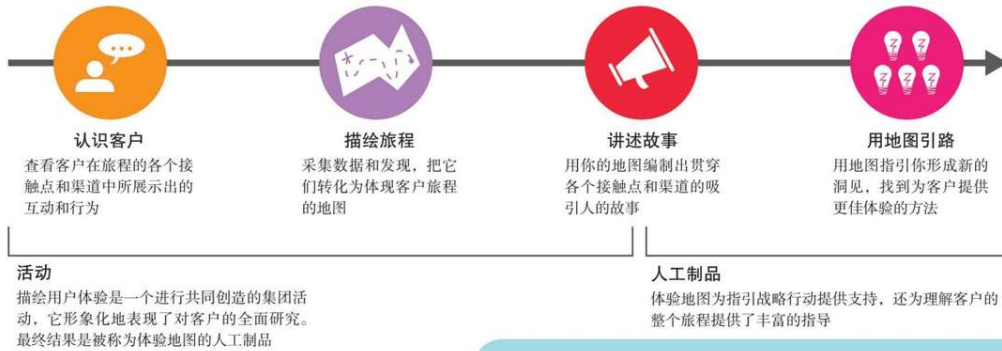 认识客户
查看客户在旅程的各个接
触点和渠道中所展示出的
互动和行为
描绘旅程
采集数据和发现，把它
们转化为体现客户旅程
的地图
讲述故事
用你的地图编制出贯穿
各个接触点和渠道的吸
引人的故事
用地图引路
用地图指引你形成新的
洞见，找到为客户提供
更佳体验的方法
活动
描绘用户体验是一个进行共同创造的集团活
动，它形象化地表现了对客户的全面研究。
最终结果是被称为体验地图的人工制品
人工制品
体验地图为指引战略行动提供支持，还为理解客户的
整个旅程提供了丰富的指导